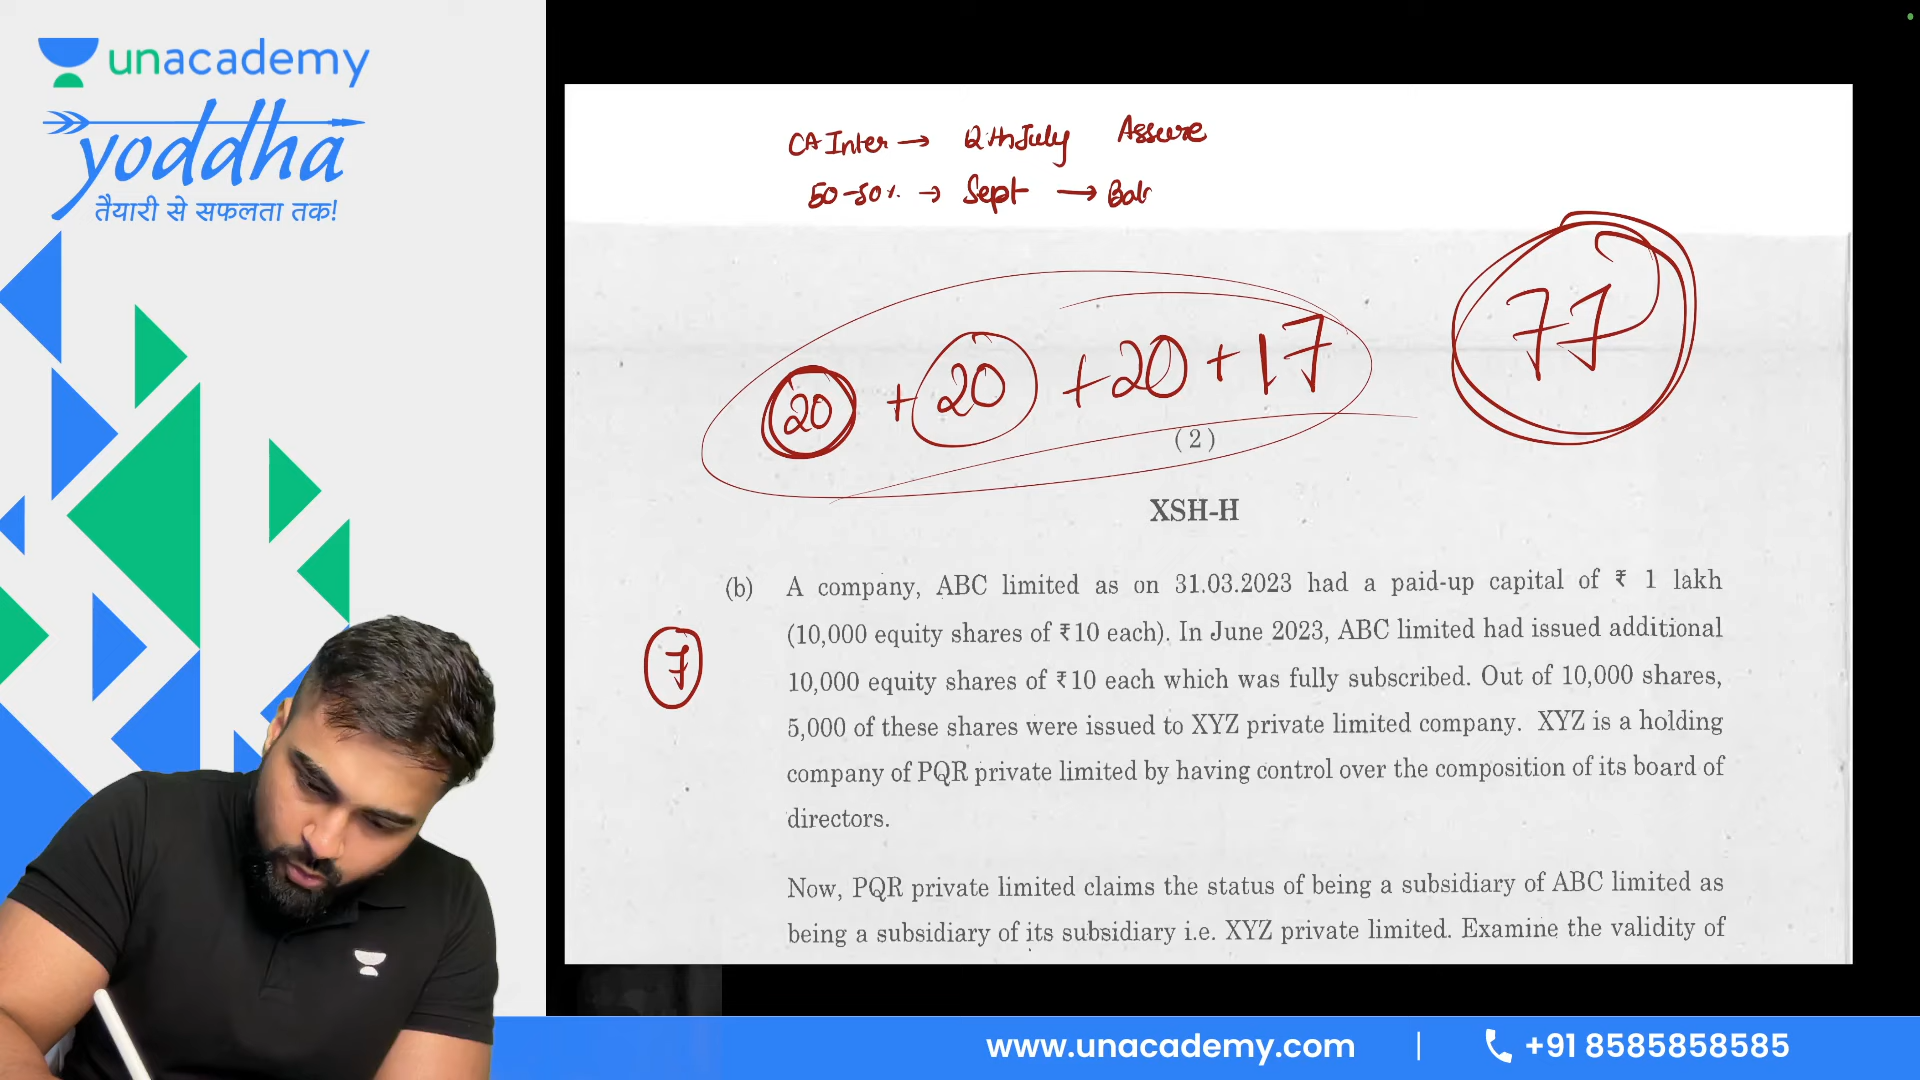 unacademy
yoddha
तैयारी से सफलता तक!
CA Inter → 12th July Assure
50-50% → Sept → Bat
20 + 20 + 20 + 17
77
(2)
XSH-H
7
(b) A company, ABC limited as on 31.03.2023 had a paid-up capital of ₹ 1 lakh
(10,000 equity shares of ₹10 each). In June 2023, ABC limited had issued additional
10,000 equity shares of ₹10 each which was fully subscribed. Out of 10,000 shares,
5,000 of these shares were issued to XYZ private limited company. XYZ is a holding
company of PQR private limited by having control over the composition of its board of
directors.
Now, PQR private limited claims the status of being a subsidiary of ABC limited as
being a subsidiary of its subsidiary i.e. XYZ private limited. Examine the validity of
www.unacademy.com | +91 8585858585